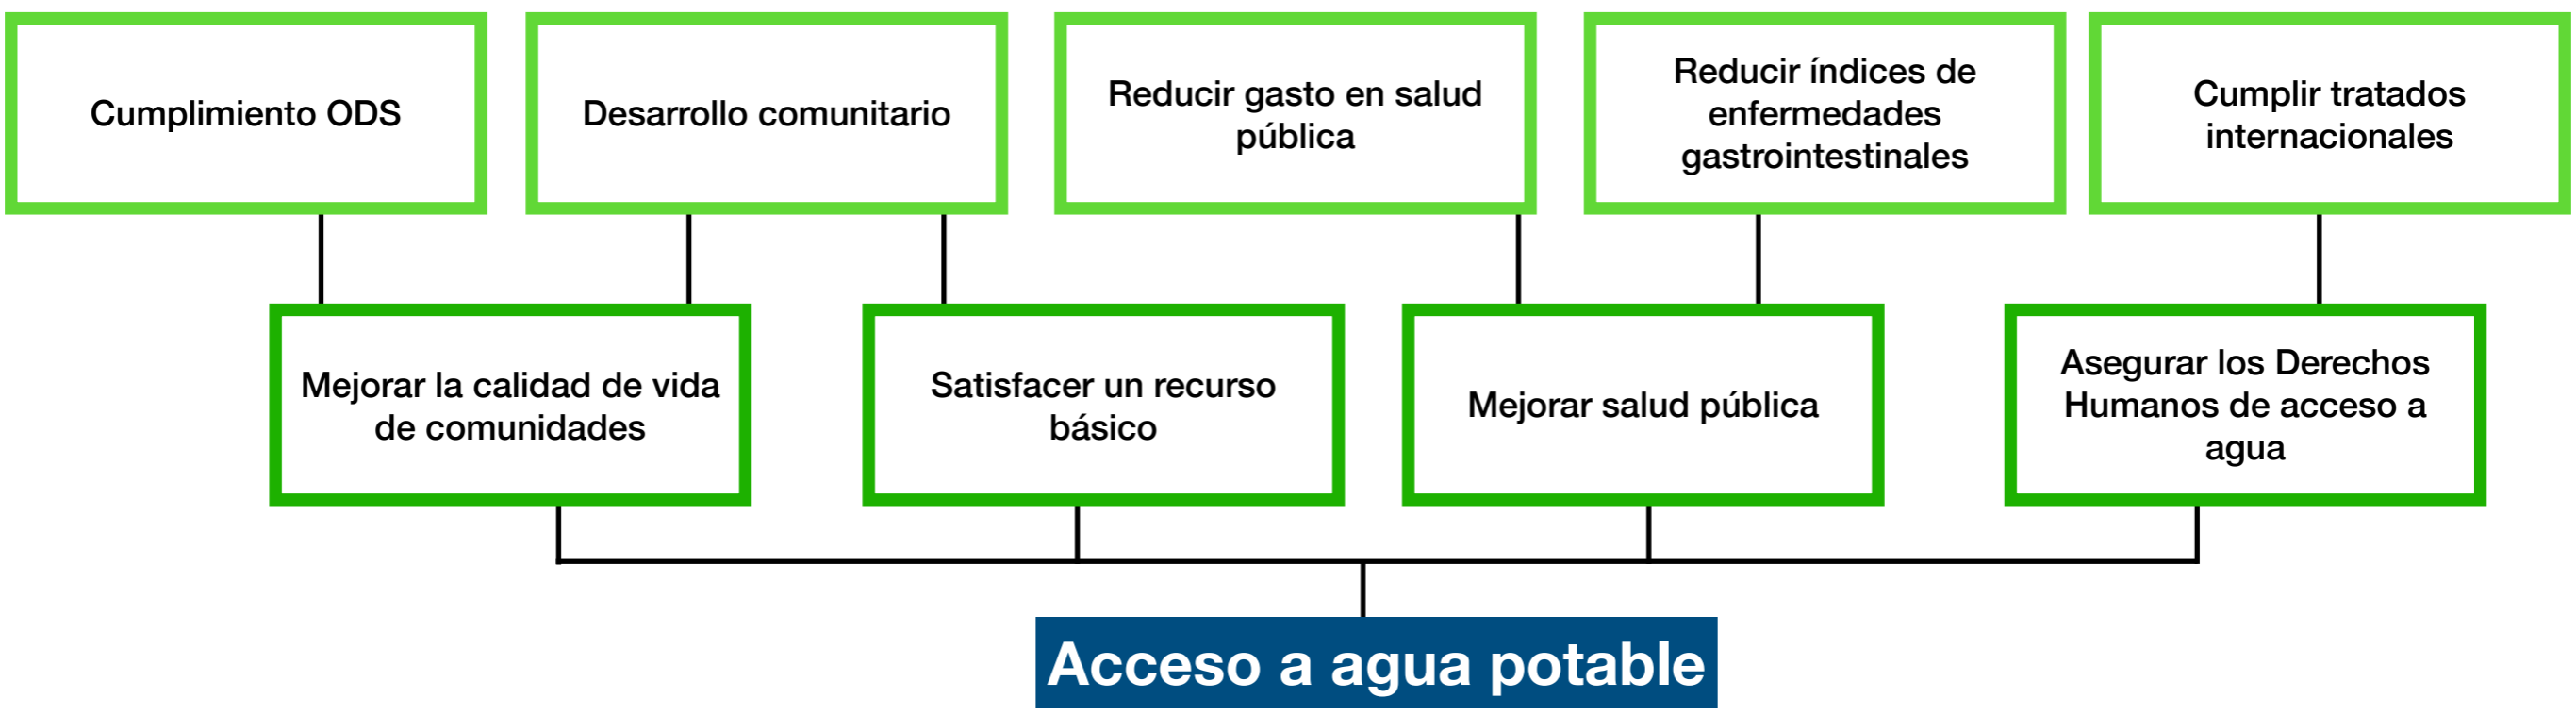 Cumplimiento ODS
Desarrollo comunitario
Reducir gasto en salud
pública
Reducir índices de
enfermedades
gastrointestinales
Cumplir tratados
internacionales
Mejorar la calidad de vida
de comunidades
Satisfacer un recurso
básico
Mejorar salud pública
Asegurar los Derechos
Humanos de acceso a
agua
Acceso a agua potable